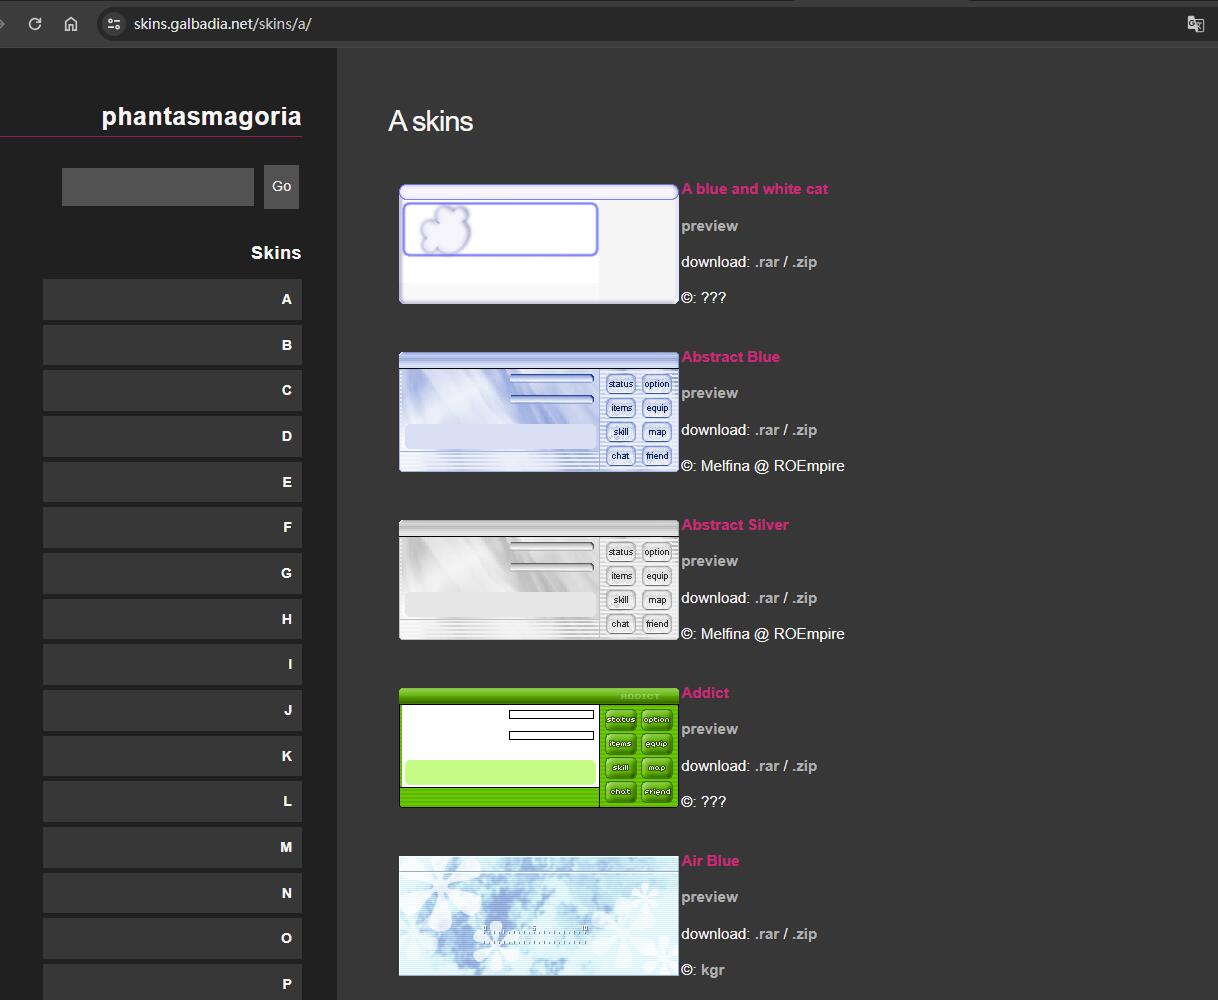 skins.galbadia.net/skins/a/
phantasmagoria
Go
Skins
A
B
C
D
E
F
G
H
I
J
K
L
M
N
O
P
A skins
A blue and white cat
preview
download: .rar / .zip
©: ???
status option
items equip
skill map
chat friend
Abstract Blue
preview
download: .rar / .zip
©: Melfina @ ROEmpire
status option
items equip
skill map
chat friend
Abstract Silver
preview
download: .rar / .zip
©: Melfina @ ROEmpire
ADDICT
status option
items equip
skill map
chat friend
Addict
preview
download: .rar / .zip
©: ???
Air Blue
preview
download: .rar / .zip
©: kgr